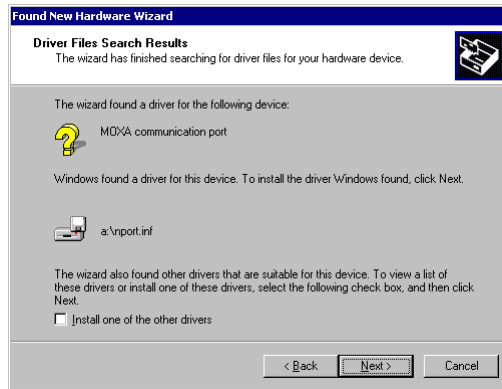 Found New Hardware Wizard
Driver Files Search Results
The wizard has finished searching for driver files for your hardware device.
The wizard found a driver for the following device:
MOXA communication port
Windows found a driver for this device. To install the driver Windows found, click Next.
a:\nport.inf
The wizard also found other drivers that are suitable for this device. To view a list of
these drivers or install one of these drivers, select the following check box, and then click
Next.
Install one of the other drivers
< Back
Next >
Cancel